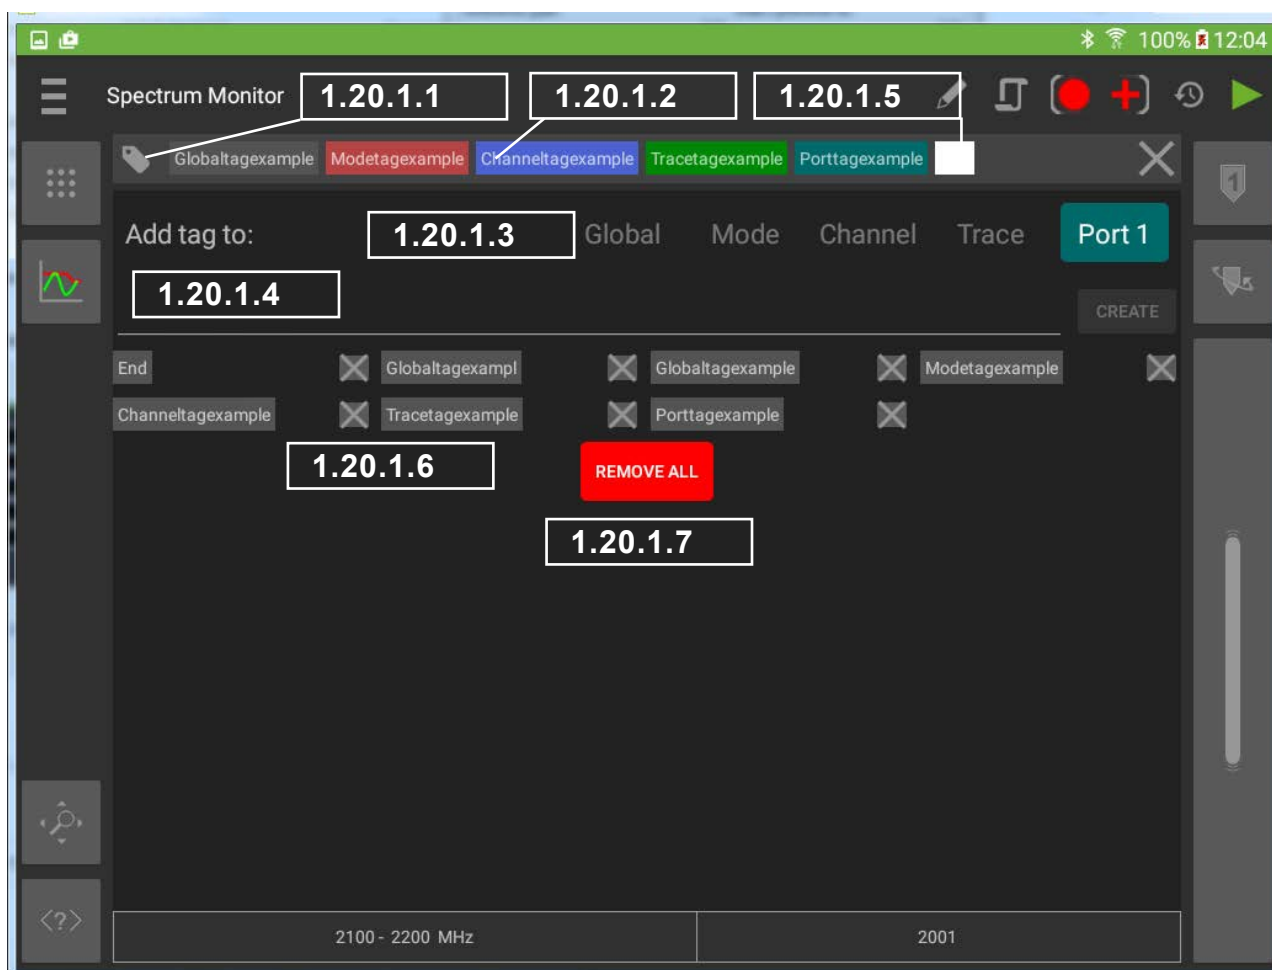 100% 12:04
Spectrum Monitor 1.20.1.1 1.20.1.2 1.20.1.5
Globaltagexample Modetagexample Channeltagexample Tracetagexample Porttagexample
1
Add tag to: 1.20.1.3 Global Mode Channel Trace Port 1
1.20.1.4
CREATE
End Globaltagexampl Globaltagexample Modetagexample
Channeltagexample Tracetagexample Porttagexample
1.20.1.6 REMOVE ALL
1.20.1.7
<?>
2100 - 2200 MHz 2001